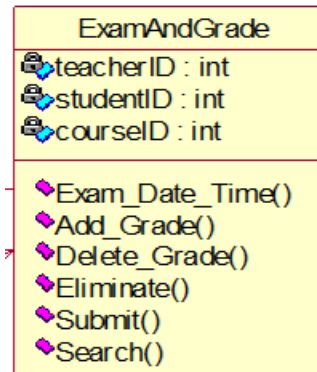 ExamAndGrade
teacherID : int
studentID : int
courseID : int
Exam_Date_Time()
Add_Grade()
Delete_Grade()
Eliminate()
Submit()
Search()